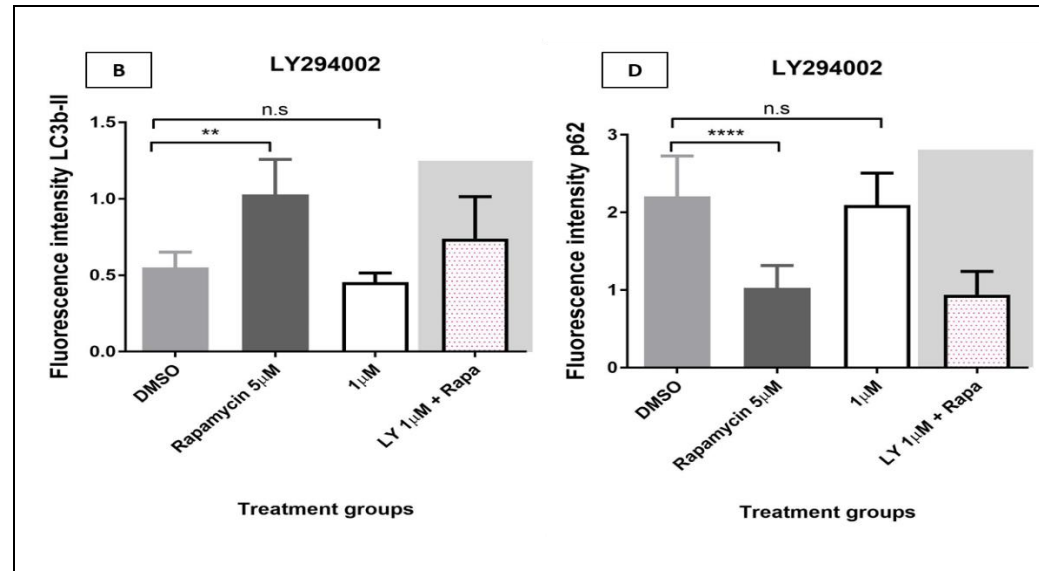 B
LY294002
Fluorescence intensity LC3b-II
n.s
**
1.5
1.0
0.5
0.0
DMSO
Rapamycin 5μM
1μM
LY 1μM + Rapa
Treatment groups
D
LY294002
Fluorescence intensity p62
n.s
****
3
2
1
0
DMSO
Rapamycin 5μM
1μM
LY 1μM + Rapa
Treatment groups